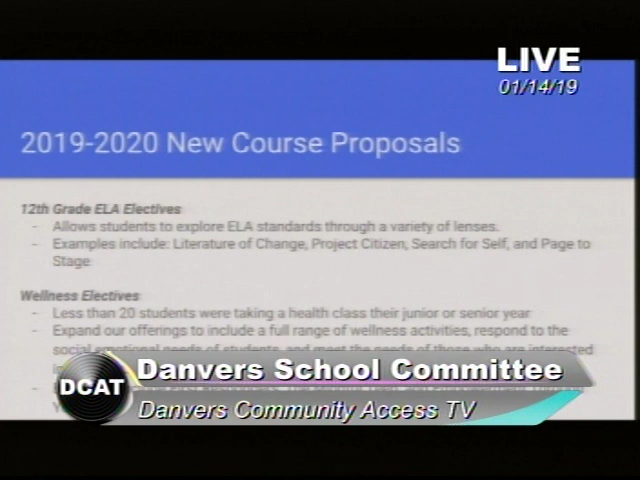 LIVE
01/14/19
2019-2020 New Course Proposals
12th Grade ELA Electives
- Allows students to explore ELA standards through a variety of lenses.
- Examples include: Literature of Change, Project Citizen, Search for Self, and Page to
Stage
Wellness Electives
- Less than 20 students were taking a health class their junior or senior year
- Expand our offerings to include a full range of wellness activities, respond to the
social emotional needs of students, and meet the needs of those who are interested
DCAT
Danvers School Committee
Danvers Community Access TV